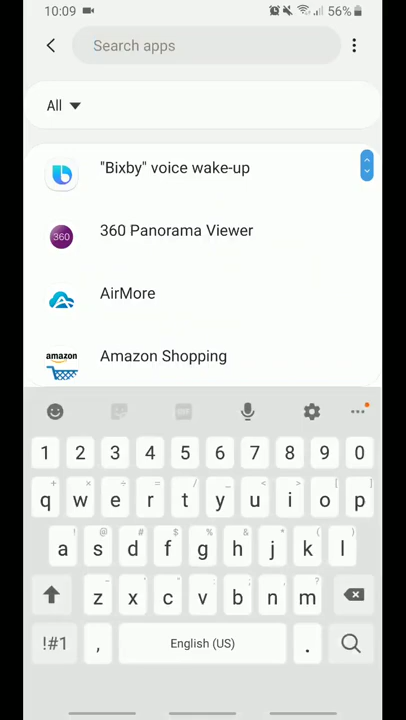 10:09 56%
Search apps
All
"Bixby" voice wake-up
360 360 Panorama Viewer
AirMore
amazon Amazon Shopping
1 2 3 4 5 6 7 8 9 0
+ × ÷ = / _ < > [ ]
q w e r t y u i o p
! @ # $ % ^ & * ( )
a s d f g h j k l
- ' " : ; , ?
z x c v b n m
!#1 , English (US) .